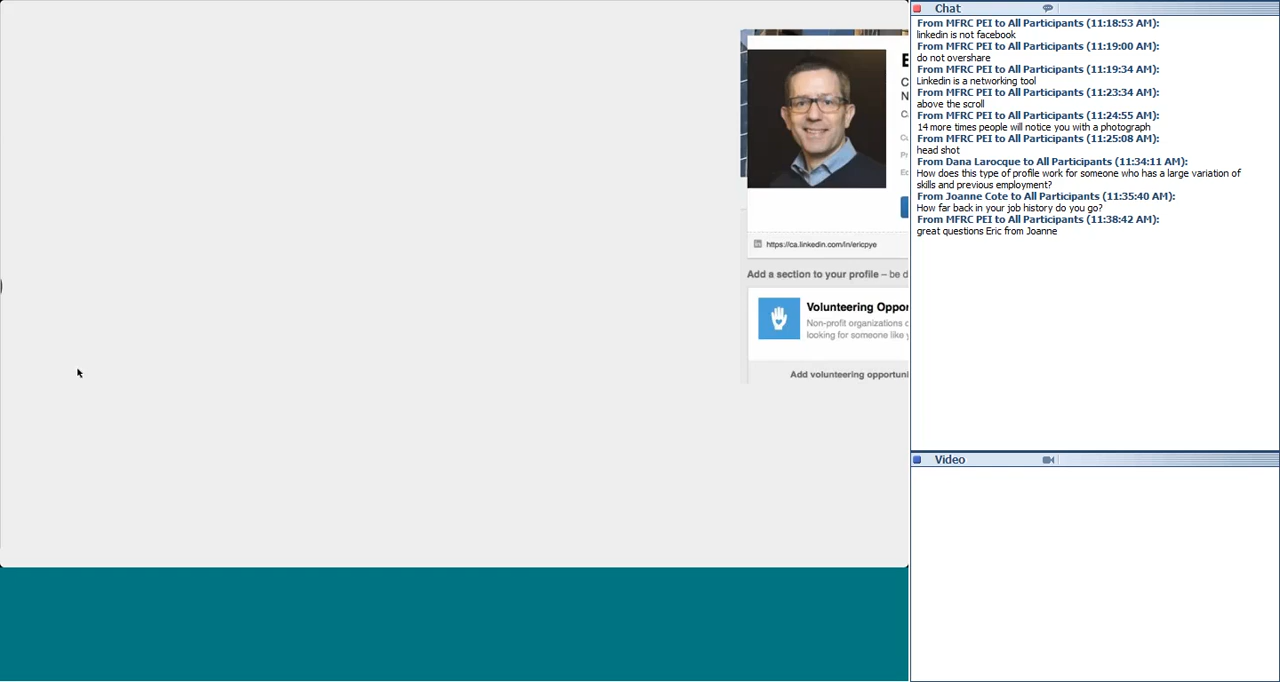 E
C
N
Ca
Cu
Pr
Ed
https://ca.linkedin.com/in/ericpye
Add a section to your profile – be d
Volunteering Oppor
Non-profit organizations o
looking for someone like y
Add volunteering opportuni
Chat
From MFRC PEI to All Participants (11:18:53 AM):
linkedin is not facebook
From MFRC PEI to All Participants (11:19:00 AM):
do not overshare
From MFRC PEI to All Participants (11:19:34 AM):
Linkedin is a networking tool
From MFRC PEI to All Participants (11:23:34 AM):
above the scroll
From MFRC PEI to All Participants (11:24:55 AM):
14 more times people will notice you with a photograph
From MFRC PEI to All Participants (11:25:08 AM):
head shot
From Dana Larocque to All Participants (11:34:11 AM):
How does this type of profile work for someone who has a large variation of
skills and previous employment?
From Joanne Cote to All Participants (11:35:40 AM):
How far back in your job history do you go?
From MFRC PEI to All Participants (11:38:42 AM):
great questions Eric from Joanne
Video